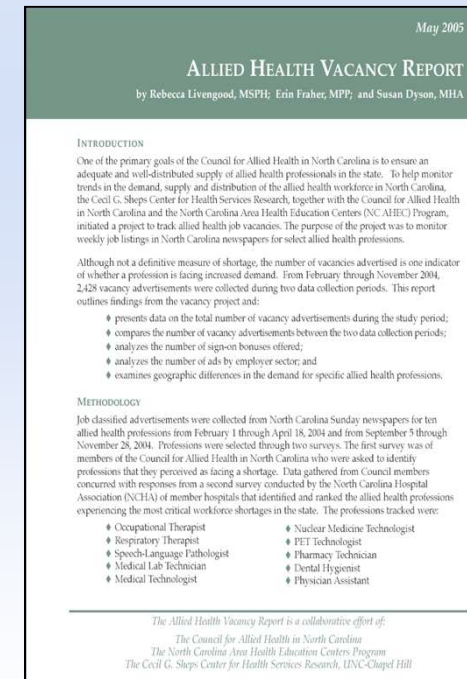 May 2005
ALLIED HEALTH VACANCY REPORT
by Rebecca Livengood, MSPH; Erin Fraher, MPP; and Susan Dyson, MHA
INTRODUCTION
One of the primary goals of the Council for Allied Health in North Carolina is to ensure an
adequate and well-distributed supply of allied health professionals in the state. To help monitor
trends in the demand, supply and distribution of the allied health workforce in North Carolina,
the Cecil G. Sheps Center for Health Services Research, together with the Council for Allied Health
in North Carolina and the North Carolina Area Health Education Centers (NC AHEC) Program,
initiated a project to track allied health job vacancies. The purpose of the project was to monitor
weekly job listings in North Carolina newspapers for select allied health professions.
Although not a definitive measure of shortage, the number of vacancies advertised is one indicator
of whether a profession is facing increased demand. From February through November 2004,
2,428 vacancy advertisements were collected during two data collection periods. This report
outlines findings from the vacancy project and:
♦ presents data on the total number of vacancy advertisements during the study period;
♦ compares the number of vacancy advertisements between the two data collection periods;
♦ analyzes the number of sign-on bonuses offered;
♦ analyzes the number of ads by employer sector; and
♦ examines geographic differences in the demand for specific allied health professions.
METHODOLOGY
Job classified advertisements were collected from North Carolina Sunday newspapers for ten
allied health professions from February 1 through April 18, 2004 and from September 5 through
November 28, 2004. Professions were selected through two surveys. The first survey was of
members of the Council for Allied Health in North Carolina who were asked to identify
professions that they perceived as facing a shortage. Data gathered from Council members
concurred with responses from a second survey conducted by the North Carolina Hospital
Association (NCHA) of member hospitals that identified and ranked the allied health professions
experiencing the most critical workforce shortages in the state. The professions tracked were:
♦ Occupational Therapist
♦ Respiratory Therapist
♦ Speech-Language Pathologist
♦ Medical Lab Technician
♦ Medical Technologist
♦ Nuclear Medicine Technologist
♦ PET Technologist
♦ Pharmacy Technician
♦ Dental Hygienist
♦ Physician Assistant
The Allied Health Vacancy Report is a collaborative effort of:
The Council for Allied Health in North Carolina
The North Carolina Area Health Education Centers Program
The Cecil G. Sheps Center for Health Services Research, UNC-Chapel Hill